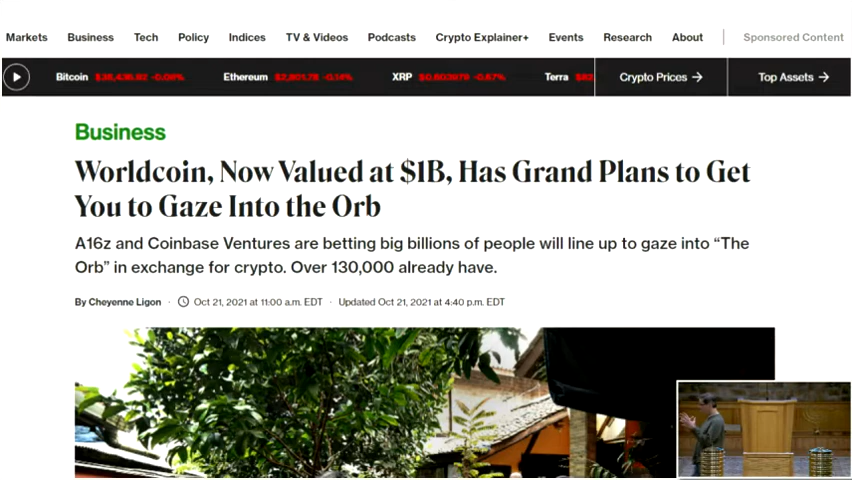 Markets Business Tech Policy Indices TV & Videos Podcasts Crypto Explainer+ Events Research About Sponsored Content
Bitcoin Ethereum XRP Terra Crypto Prices → Top Assets →
Business
Worldcoin, Now Valued at $1B, Has Grand Plans to Get
You to Gaze Into the Orb
A16z and Coinbase Ventures are betting big billions of people will line up to gaze into “The
Orb” in exchange for crypto. Over 130,000 already have.
By Cheyenne Ligon · Oct 21, 2021 at 11:00 a.m. EDT · Updated Oct 21, 2021 at 4:40 p.m. EDT